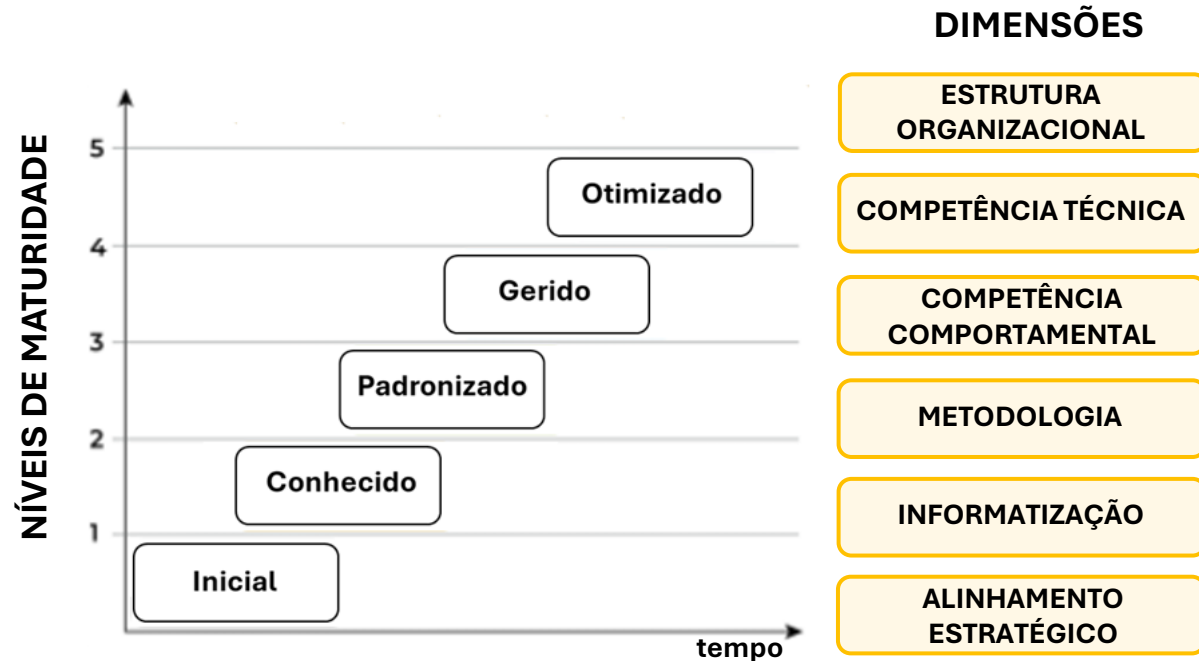 NÍVEIS DE MATURIDADE
5
4
3
2
1
Otimizado
Gerido
Padronizado
Conhecido
Inicial
tempo
DIMENSÕES
ESTRUTURA
ORGANIZACIONAL
COMPETÊNCIA TÉCNICA
COMPETÊNCIA
COMPORTAMENTAL
METODOLOGIA
INFORMATIZAÇÃO
ALINHAMENTO
ESTRATÉGICO